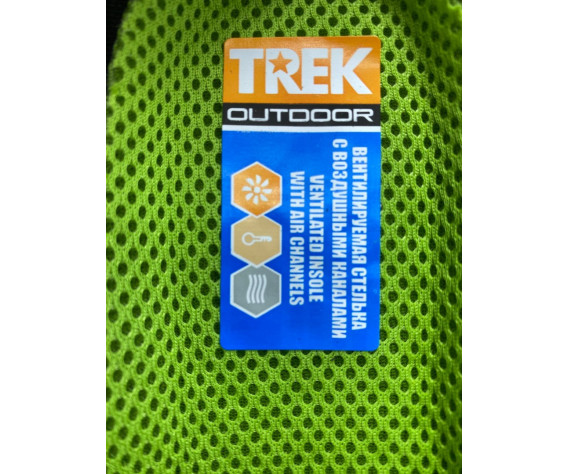 TREK
OUTDOOR
ВЕНТИЛИРУЕМАЯ СТЕЛЬКА
С ВОЗДУШНЫМИ КАНАЛАМИ
VENTILATED INSOLE
WITH AIR CHANNELS